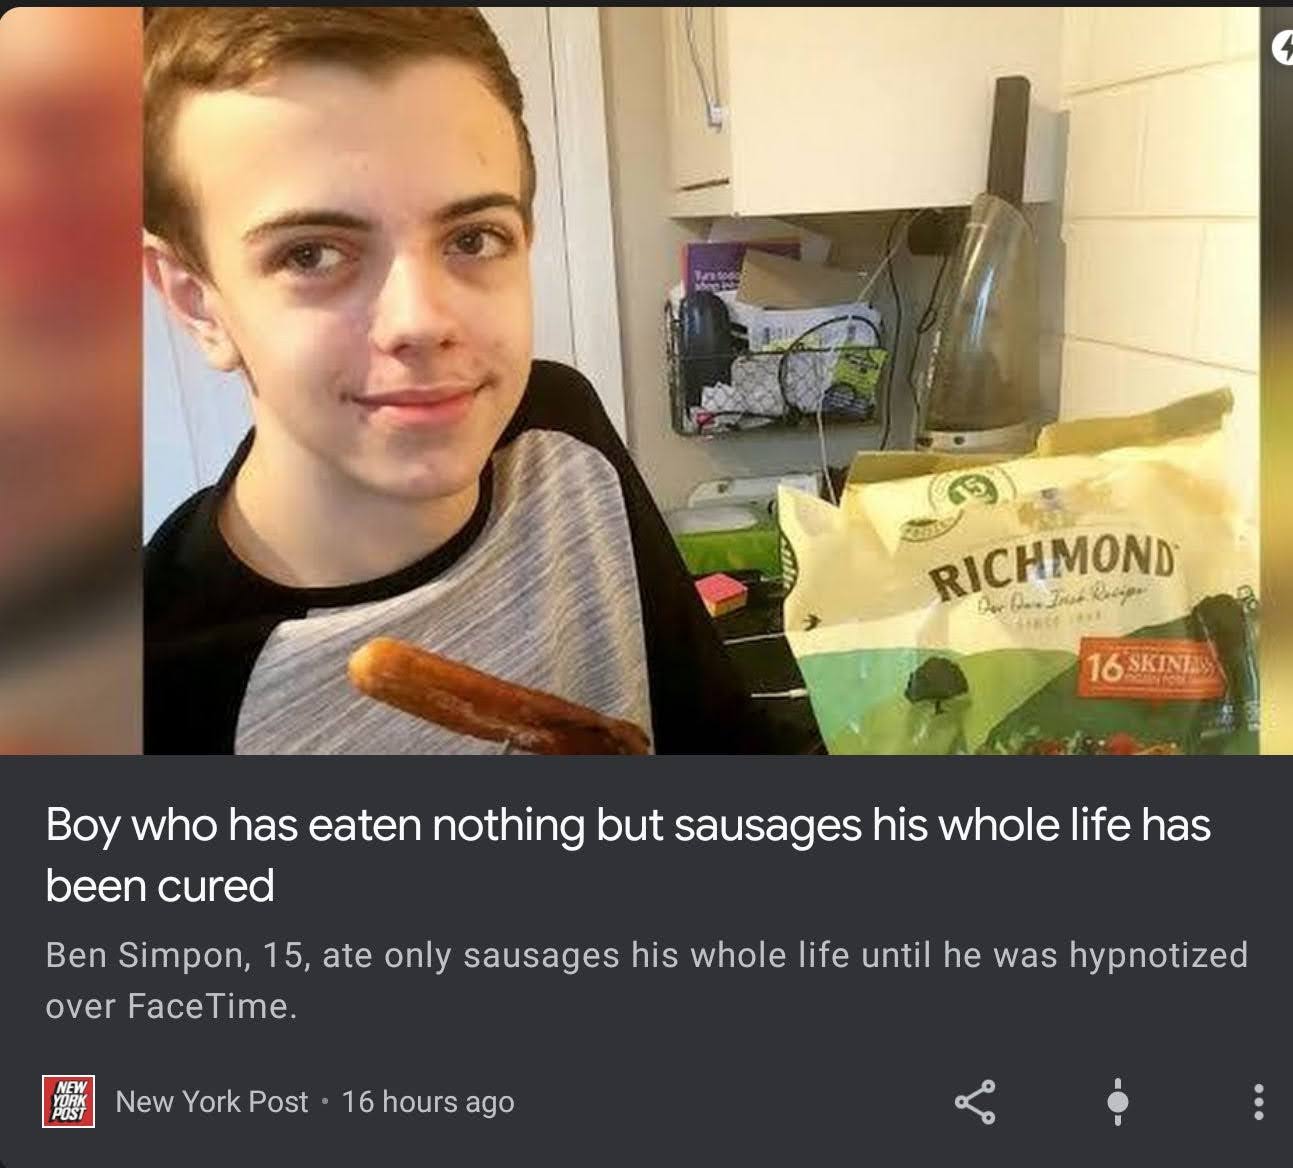 15
RICHMOND
Our Own Irish Recipe
16 SKINLESS
Boy who has eaten nothing but sausages his whole life has
been cured
Ben Simpon, 15, ate only sausages his whole life until he was hypnotized
over FaceTime.
NEW
YORK
POST
New York Post • 16 hours ago